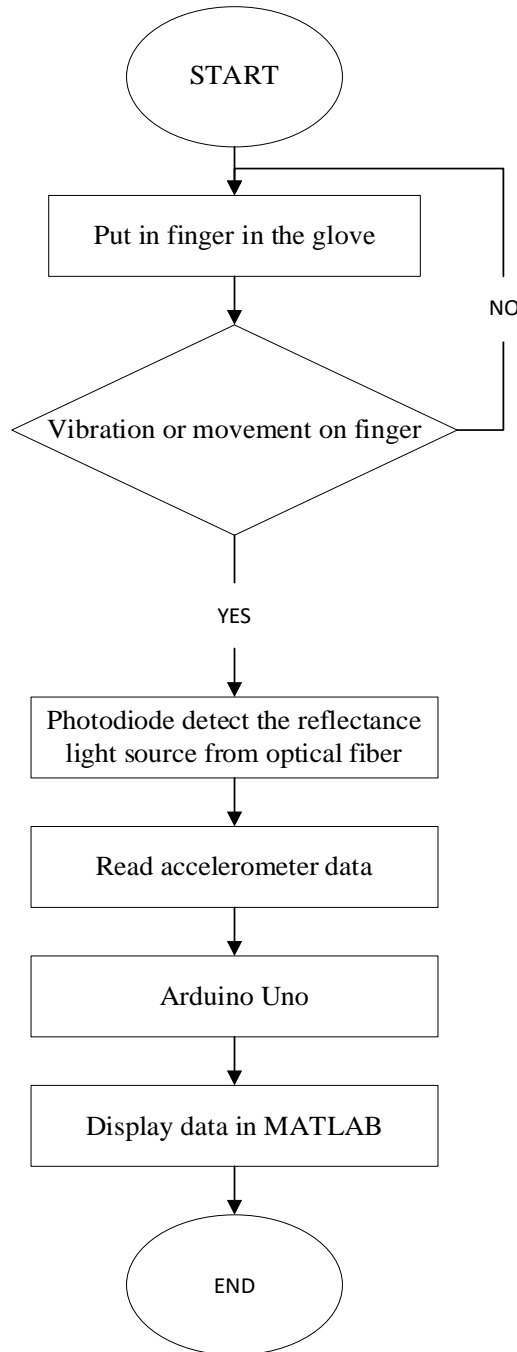 START
Put in finger in the glove
NO
Vibration or movement on finger
YES
Photodiode detect the reflectance
light source from optical fiber
Read accelerometer data
Arduino Uno
Display data in MATLAB
END